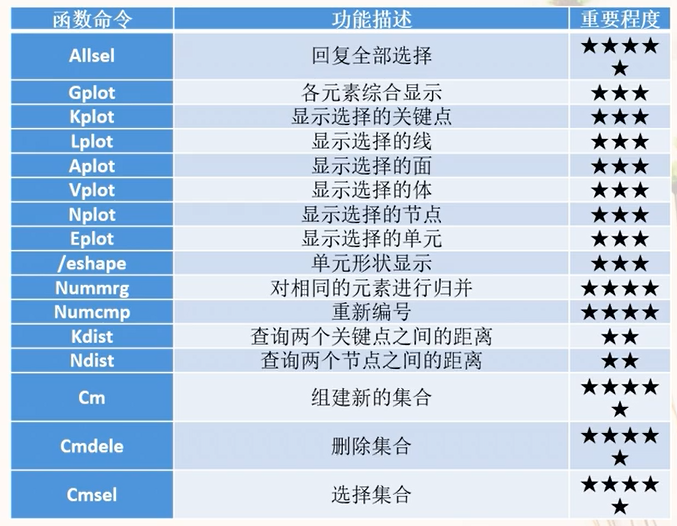 函数命令 功能描述 重要程度
Allsel 回复全部选择 ★★★★
★
Gplot 各元素综合显示 ★★★
Kplot 显示选择的关键点 ★★★
Lplot 显示选择的线 ★★★
Aplot 显示选择的面 ★★★
Vplot 显示选择的体 ★★★
Nplot 显示选择的节点 ★★★
Eplot 显示选择的单元 ★★★
/eshape 单元形状显示 ★★★
Nummrg 对相同的元素进行归并 ★★★★
Numcmp 重新编号 ★★★★
Kdist 查询两个关键点之间的距离 ★★
Ndist 查询两个节点之间的距离 ★★
Cm 组建新的集合 ★★★★
★
Cmdele 删除集合 ★★★★
★
Cmsel 选择集合 ★★★★
★